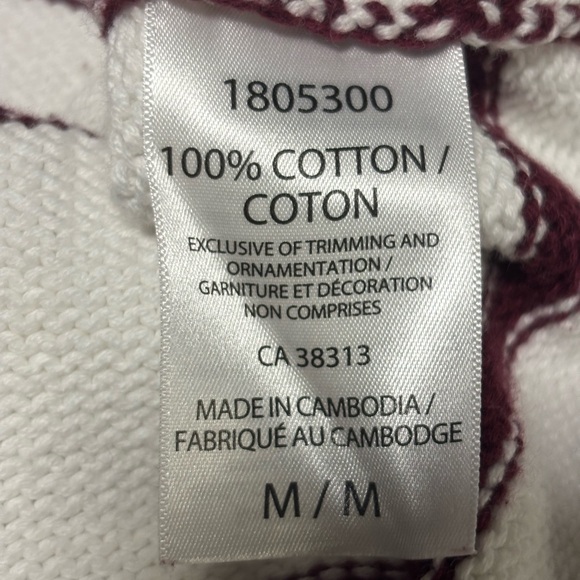 1805300
100% COTTON /
COTON
EXCLUSIVE OF TRIMMING AND
ORNAMENTATION /
GARNITURE ET DÉCORATION
NON COMPRISES
CA 38313
MADE IN CAMBODIA /
FABRIQUÉ AU CAMBODGE
M / M